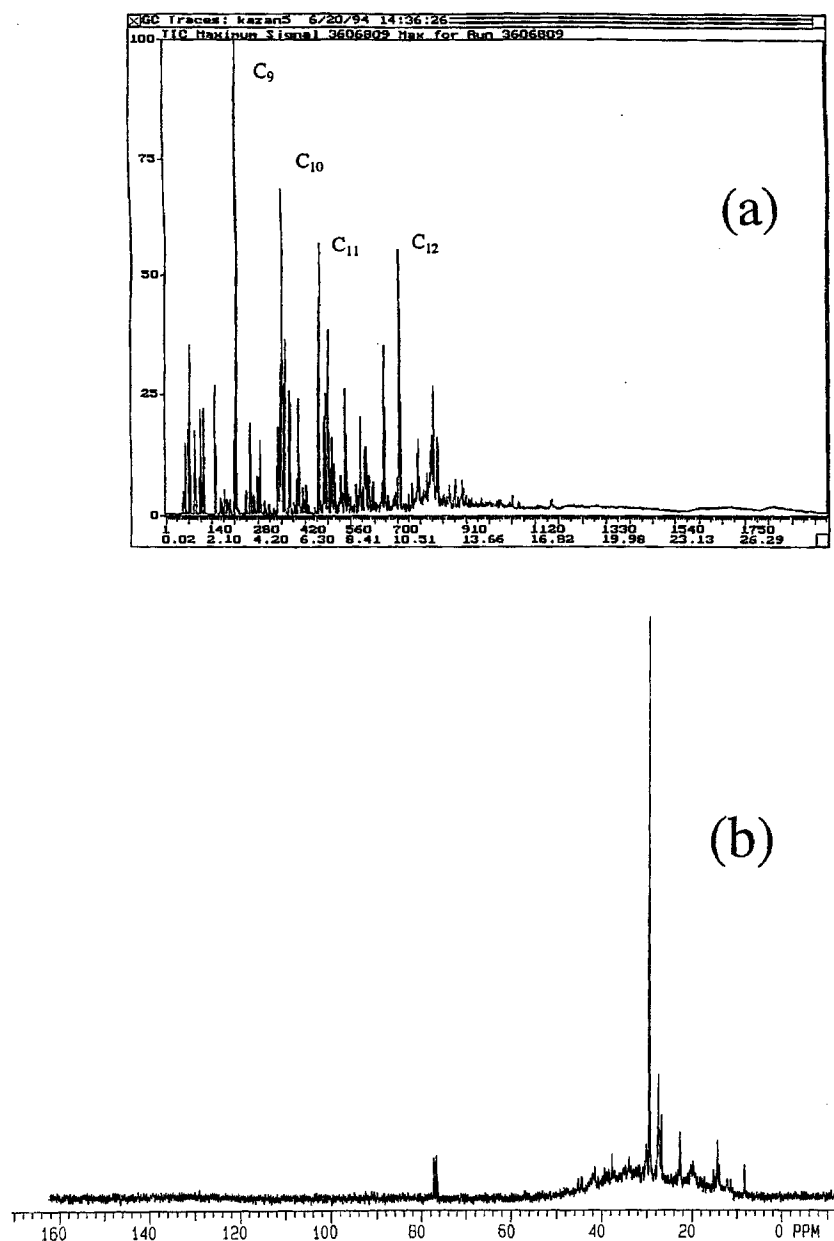 GC Traces: kazan5 6/20/94 14:36:26
TIC Maximum Signal 3606809 Max for Run 3606809
100
C9
75
C10
(a)
C11
C12
50
25
0
1 140 280 420 560 700 910 1120 1330 1540 1750
0.02 2.10 4.20 6.30 8.41 10.51 13.66 16.82 19.98 23.13 26.29
(b)
160 140 120 100 80 60 40 20 0 PPM